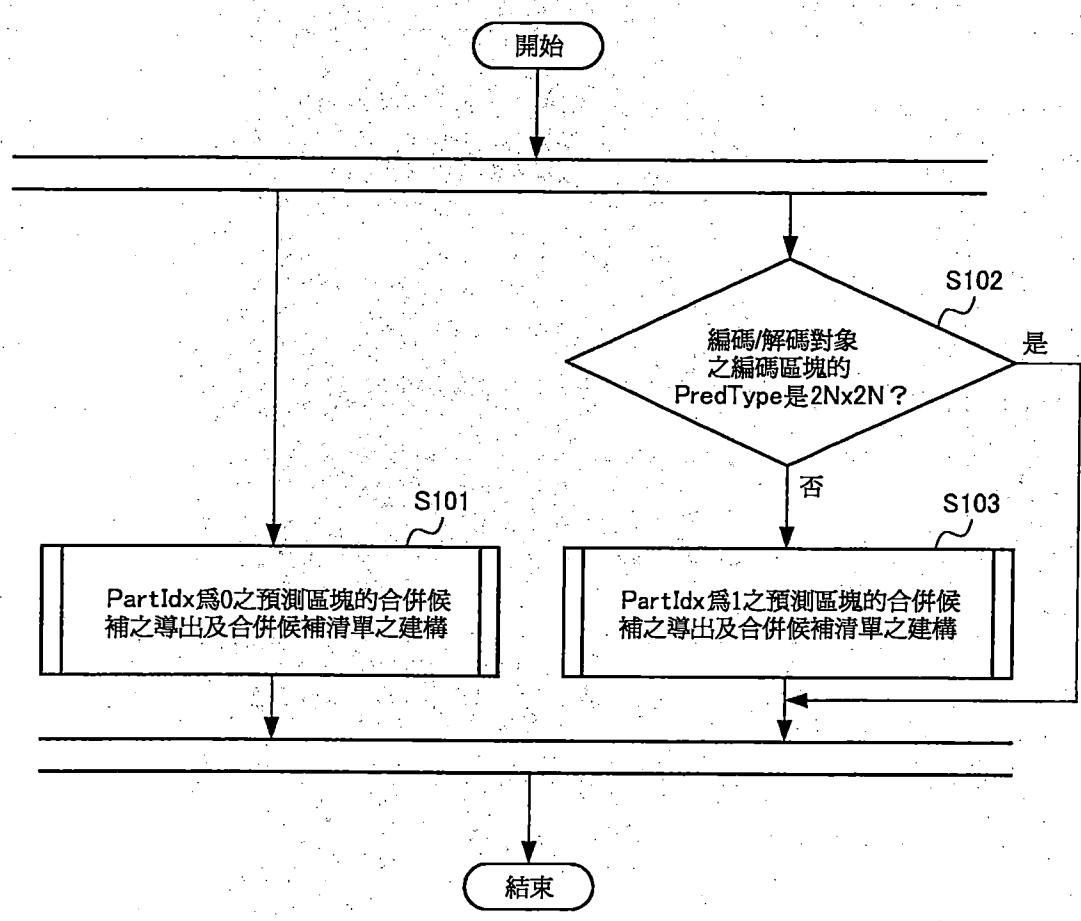 開始
S102
編碼/解碼對象
之編碼區塊的
PredType是2Nx2N？
是
否
S101
S103
PartIdx爲0之預測區塊的合併候
補之導出及合併候補清單之建構
PartIdx爲1之預測區塊的合併候
補之導出及合併候補清單之建構
結束